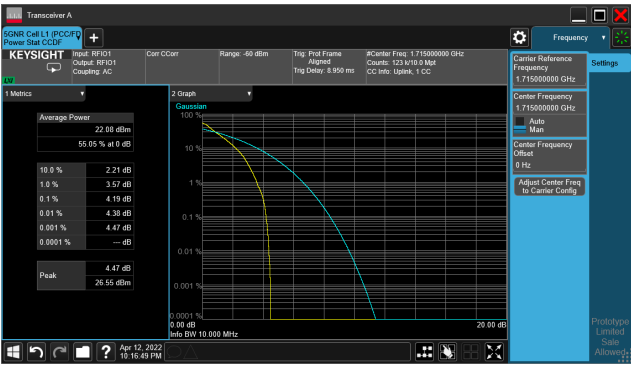 Transceiver A
5GNR Cell L1 (PCC/FD
Power Stat CCDF
KEYSIGHT
Input: RFIO1
Output: RFIO1
Coupling: AC
Corr CCorr
Range: -60 dBm
Trig: Prot Frame
Aligned
Trig Delay: 8.950 ms
#Center Freq: 1.715000000 GHz
Counts: 123 k/10.0 Mpt
CC Info: Uplink, 1 CC
LXI
Frequency
Settings
Carrier Reference
Frequency
1.715000000 GHz
Center Frequency
1.715000000 GHz
Auto
Man
Center Frequency
Offset
0 Hz
Adjust Center Freq
to Carrier Config
Prototype
Limited
Sale
Allowed
1 Metrics
Average Power
22.08 dBm
55.05 % at 0 dB
10.0 % 2.21 dB
1.0 % 3.57 dB
0.1 % 4.19 dB
0.01 % 4.38 dB
0.001 % 4.47 dB
0.0001 % --- dB
Peak
4.47 dB
26.55 dBm
2 Graph
Gaussian
100 %
10 %
1 %
0.1 %
0.01 %
0.001 %
0.0001 %
0.00 dB
20.00 dB
Info BW 10.000 MHz
Apr 12, 2022
10:16:49 PM